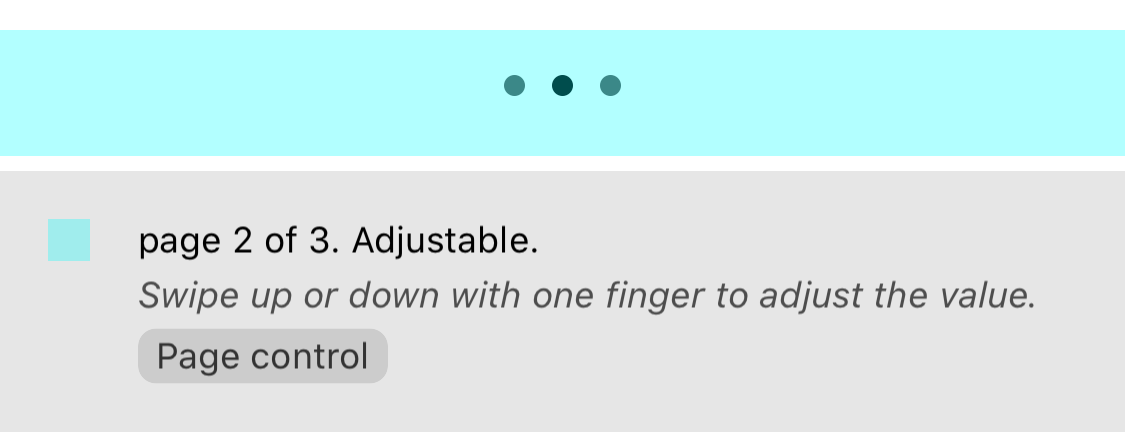 page 2 of 3. Adjustable.
Swipe up or down with one finger to adjust the value.
Page control